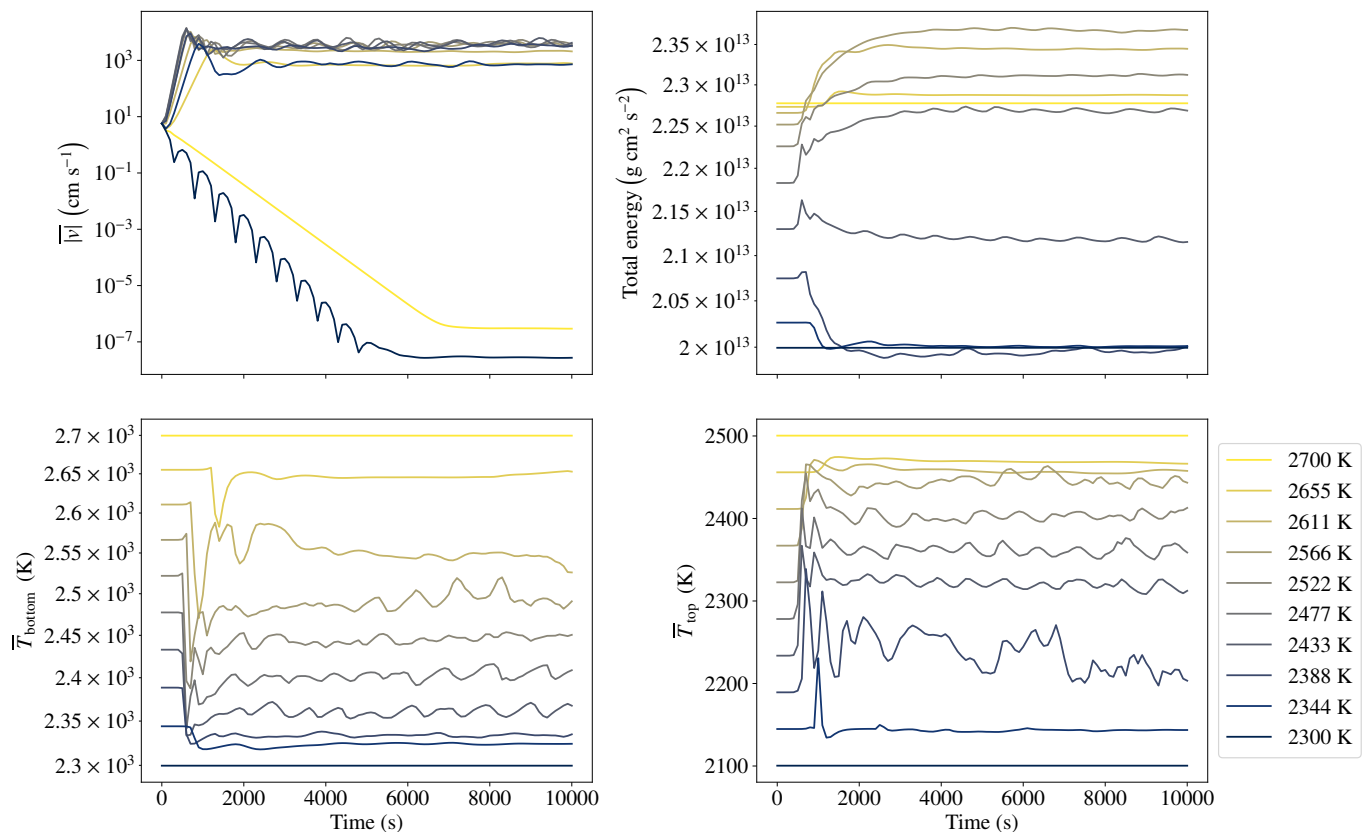 10³
10¹
10⁻¹
10⁻³
10⁻⁵
10⁻⁷
|v| (cm s⁻¹)
2.35 × 10¹³
2.3 × 10¹³
2.25 × 10¹³
2.2 × 10¹³
2.15 × 10¹³
2.1 × 10¹³
2.05 × 10¹³
2 × 10¹³
Total energy (g cm² s⁻²)
2.7 × 10³
2.65 × 10³
2.6 × 10³
2.55 × 10³
2.5 × 10³
2.45 × 10³
2.4 × 10³
2.35 × 10³
2.3 × 10³
T̅bottom (K)
0
2000
4000
6000
8000
10000
Time (s)
2500
2400
2300
2200
2100
T̅top (K)
0
2000
4000
6000
8000
10000
Time (s)
2700 K
2655 K
2611 K
2566 K
2522 K
2477 K
2433 K
2388 K
2344 K
2300 K